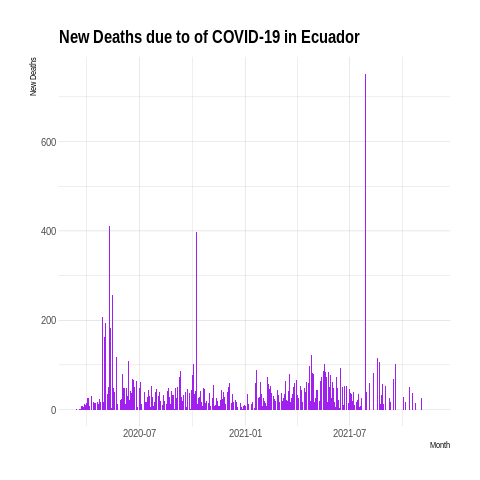 New Deaths due to of COVID-19 in Ecuador
New Deaths
600
400
200
0
2020-07
2021-01
2021-07
Month